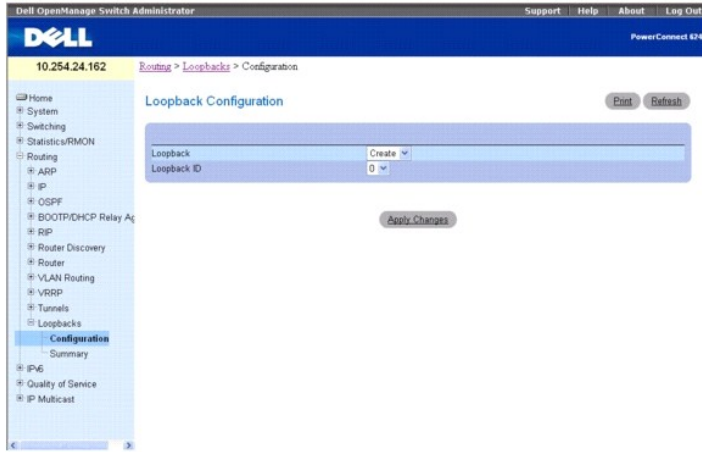 Dell OpenManage Switch Administrator
Support Help About Log Out
DELL
PowerConnect 624
10.254.24.162
Routing > Loopbacks > Configuration
Home
System
Switching
Statistics/RMON
Routing
ARP
IP
OSPF
BOOTP/DHCP Relay Ag
RIP
Router Discovery
Router
VLAN Routing
VRRP
Tunnels
Loopbacks
Configuration
Summary
IPv6
Quality of Service
IP Multicast
Loopback Configuration
Print Refresh
Loopback Create
Loopback ID 0
Apply Changes